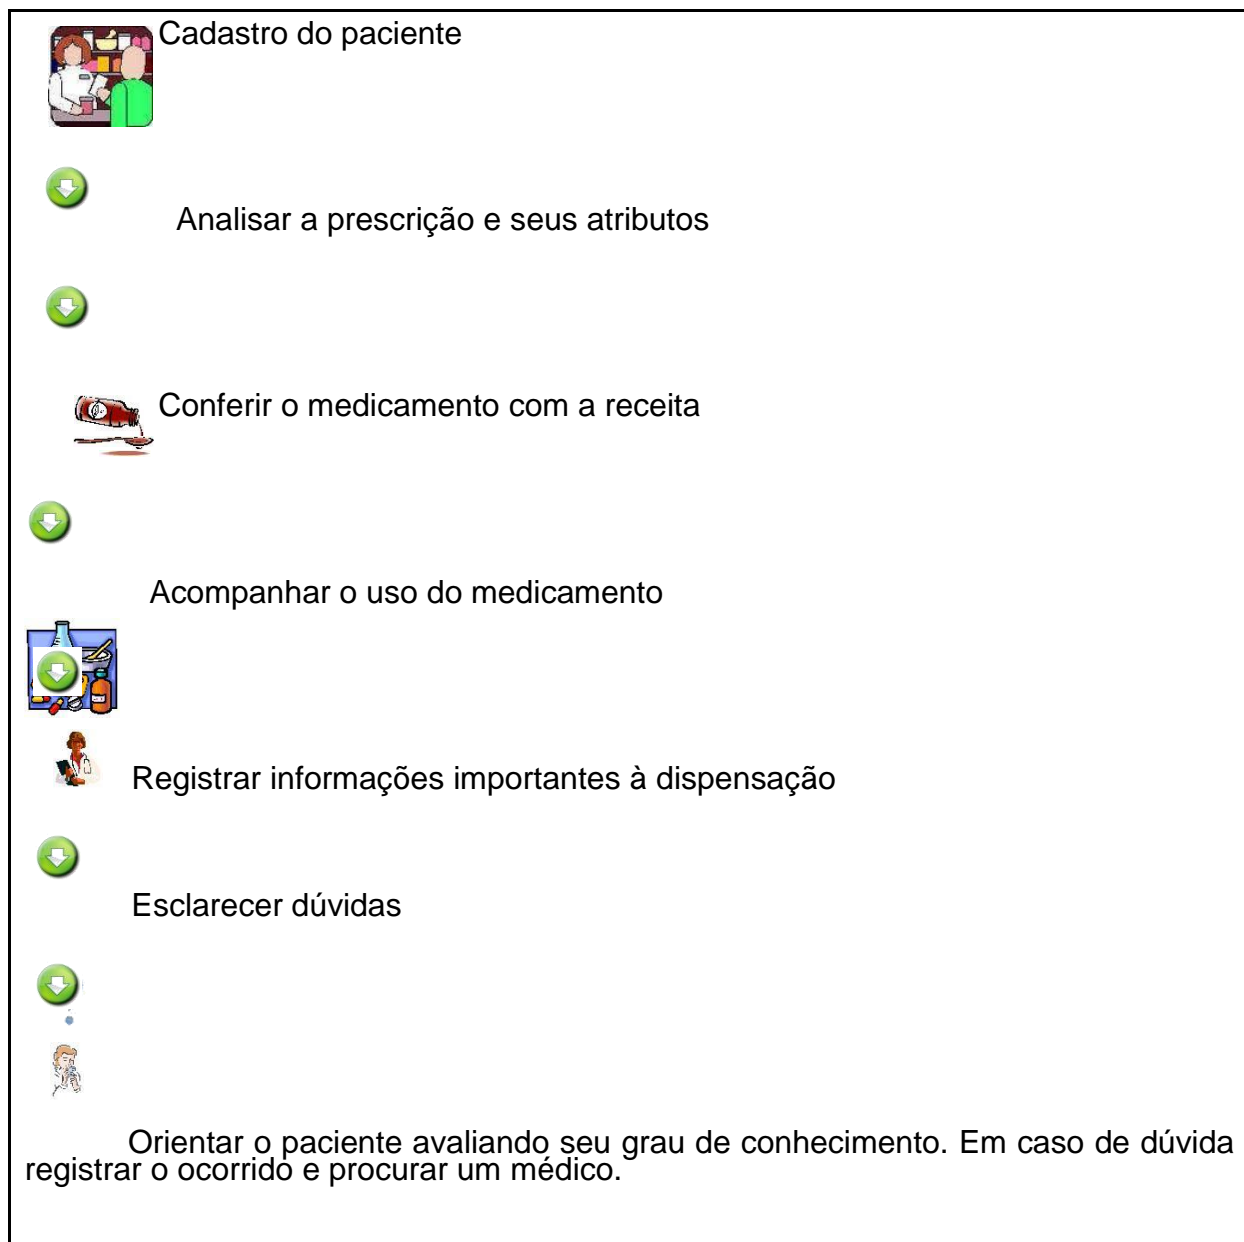 Cadastro do paciente
Analisar a prescrição e seus atributos
Conferir o medicamento com a receita
Acompanhar o uso do medicamento
Registrar informações importantes à dispensação
Esclarecer dúvidas
Orientar o paciente avaliando seu grau de conhecimento. Em caso de dúvida
registrar o ocorrido e procurar um médico.